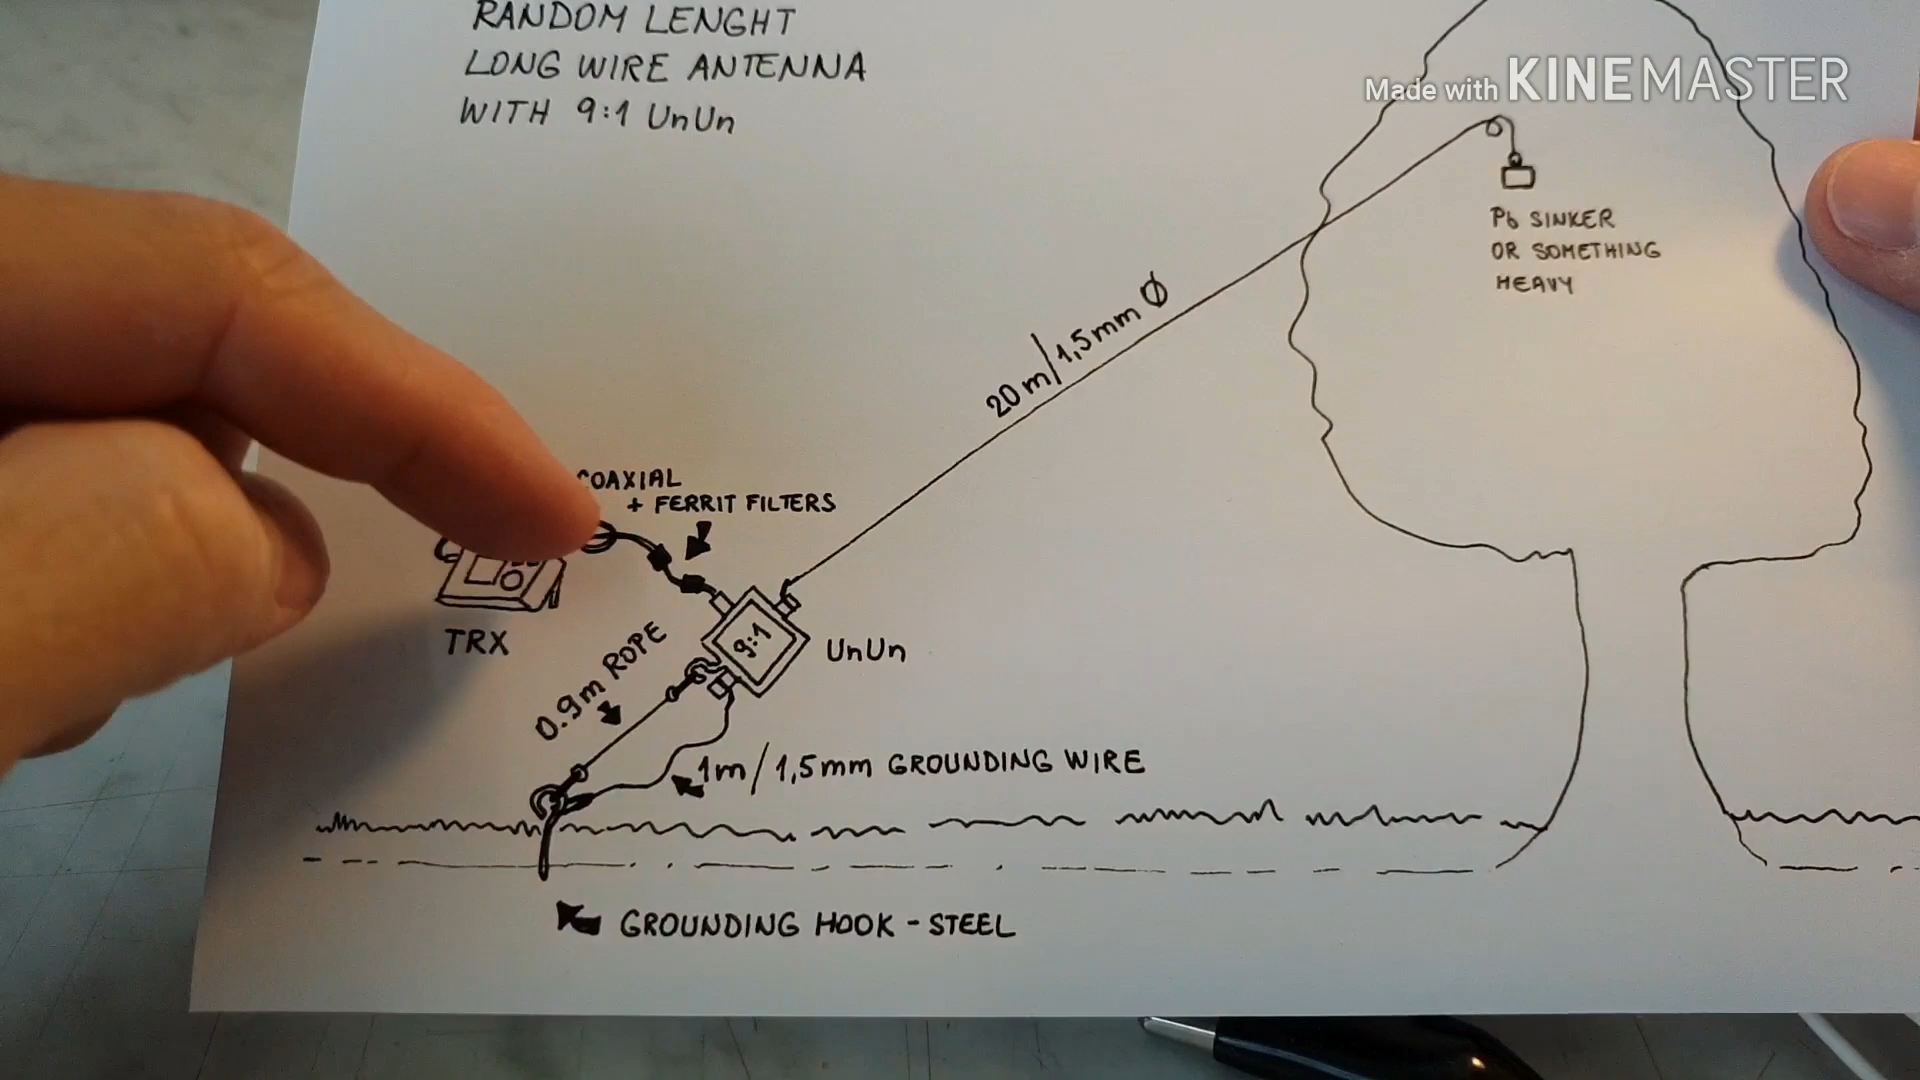 RANDOM LENGHT
LONG WIRE ANTENNA
WITH 9:1 UnUn
Made with KINEMASTER
Pb SINKER
OR SOMETHING
HEAVY
20m/1,5mm Ø
COAXIAL
+ FERRIT FILTERS
TRX
9:1
UnUn
0.9m ROPE
1m/1,5mm GROUNDING WIRE
GROUNDING HOOK - STEEL